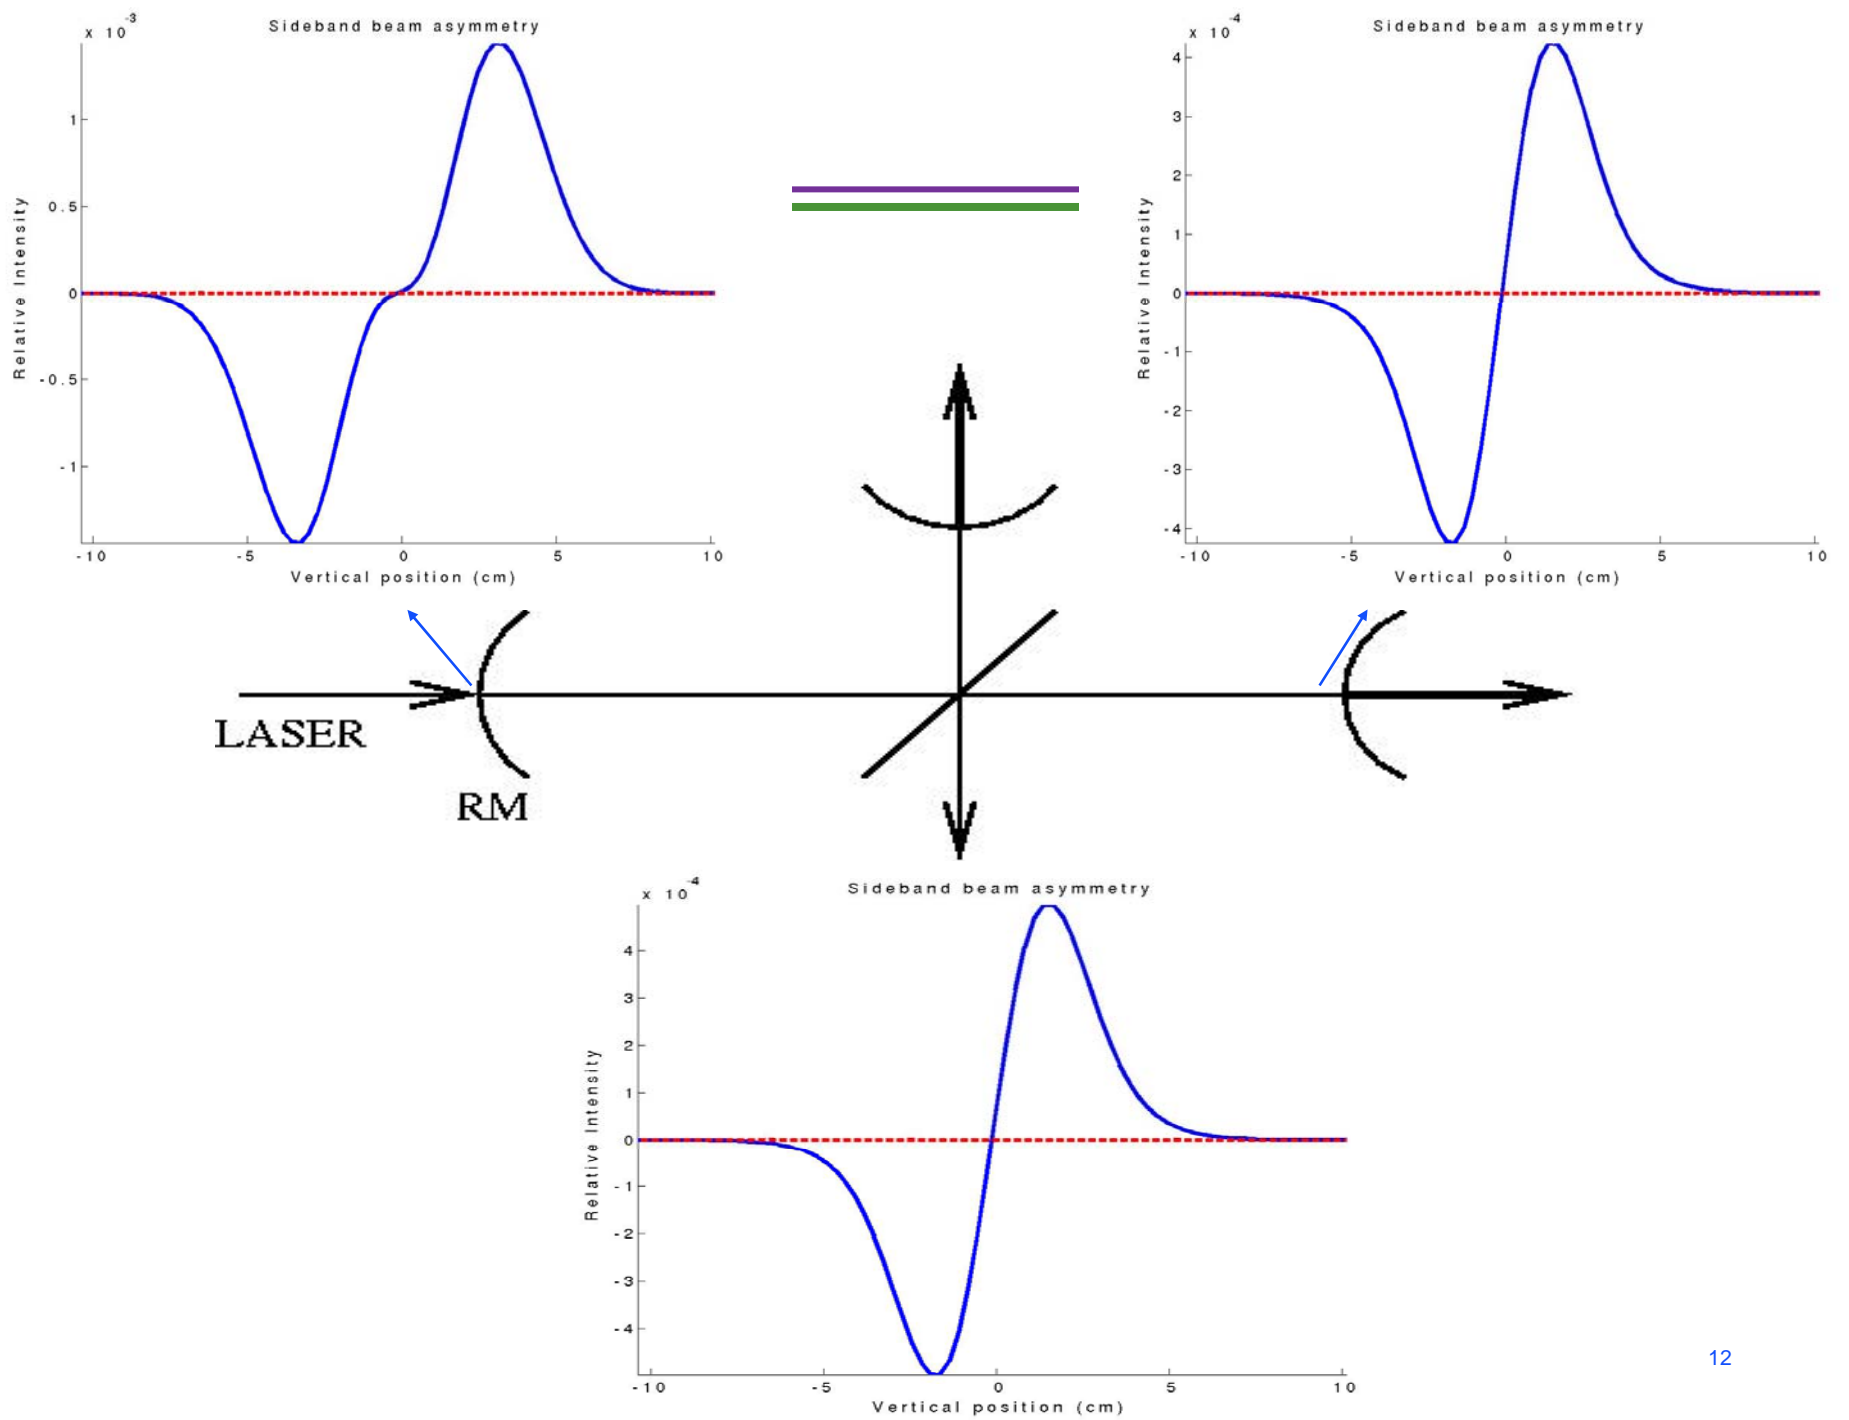 Sideband beam asymmetry
x 10 -3
1
0.5
0
-0.5
-1
Relative Intensity
-10 -5 0 5 10
Vertical position (cm)
Sideband beam asymmetry
x 10 -4
4
3
2
1
0
-1
-2
-3
-4
Relative Intensity
-10 -5 0 5 10
Vertical position (cm)
LASER
RM
Sideband beam asymmetry
x 10 -4
4
3
2
1
0
-1
-2
-3
-4
Relative Intensity
-10 -5 0 5 10
Vertical position (cm)
12